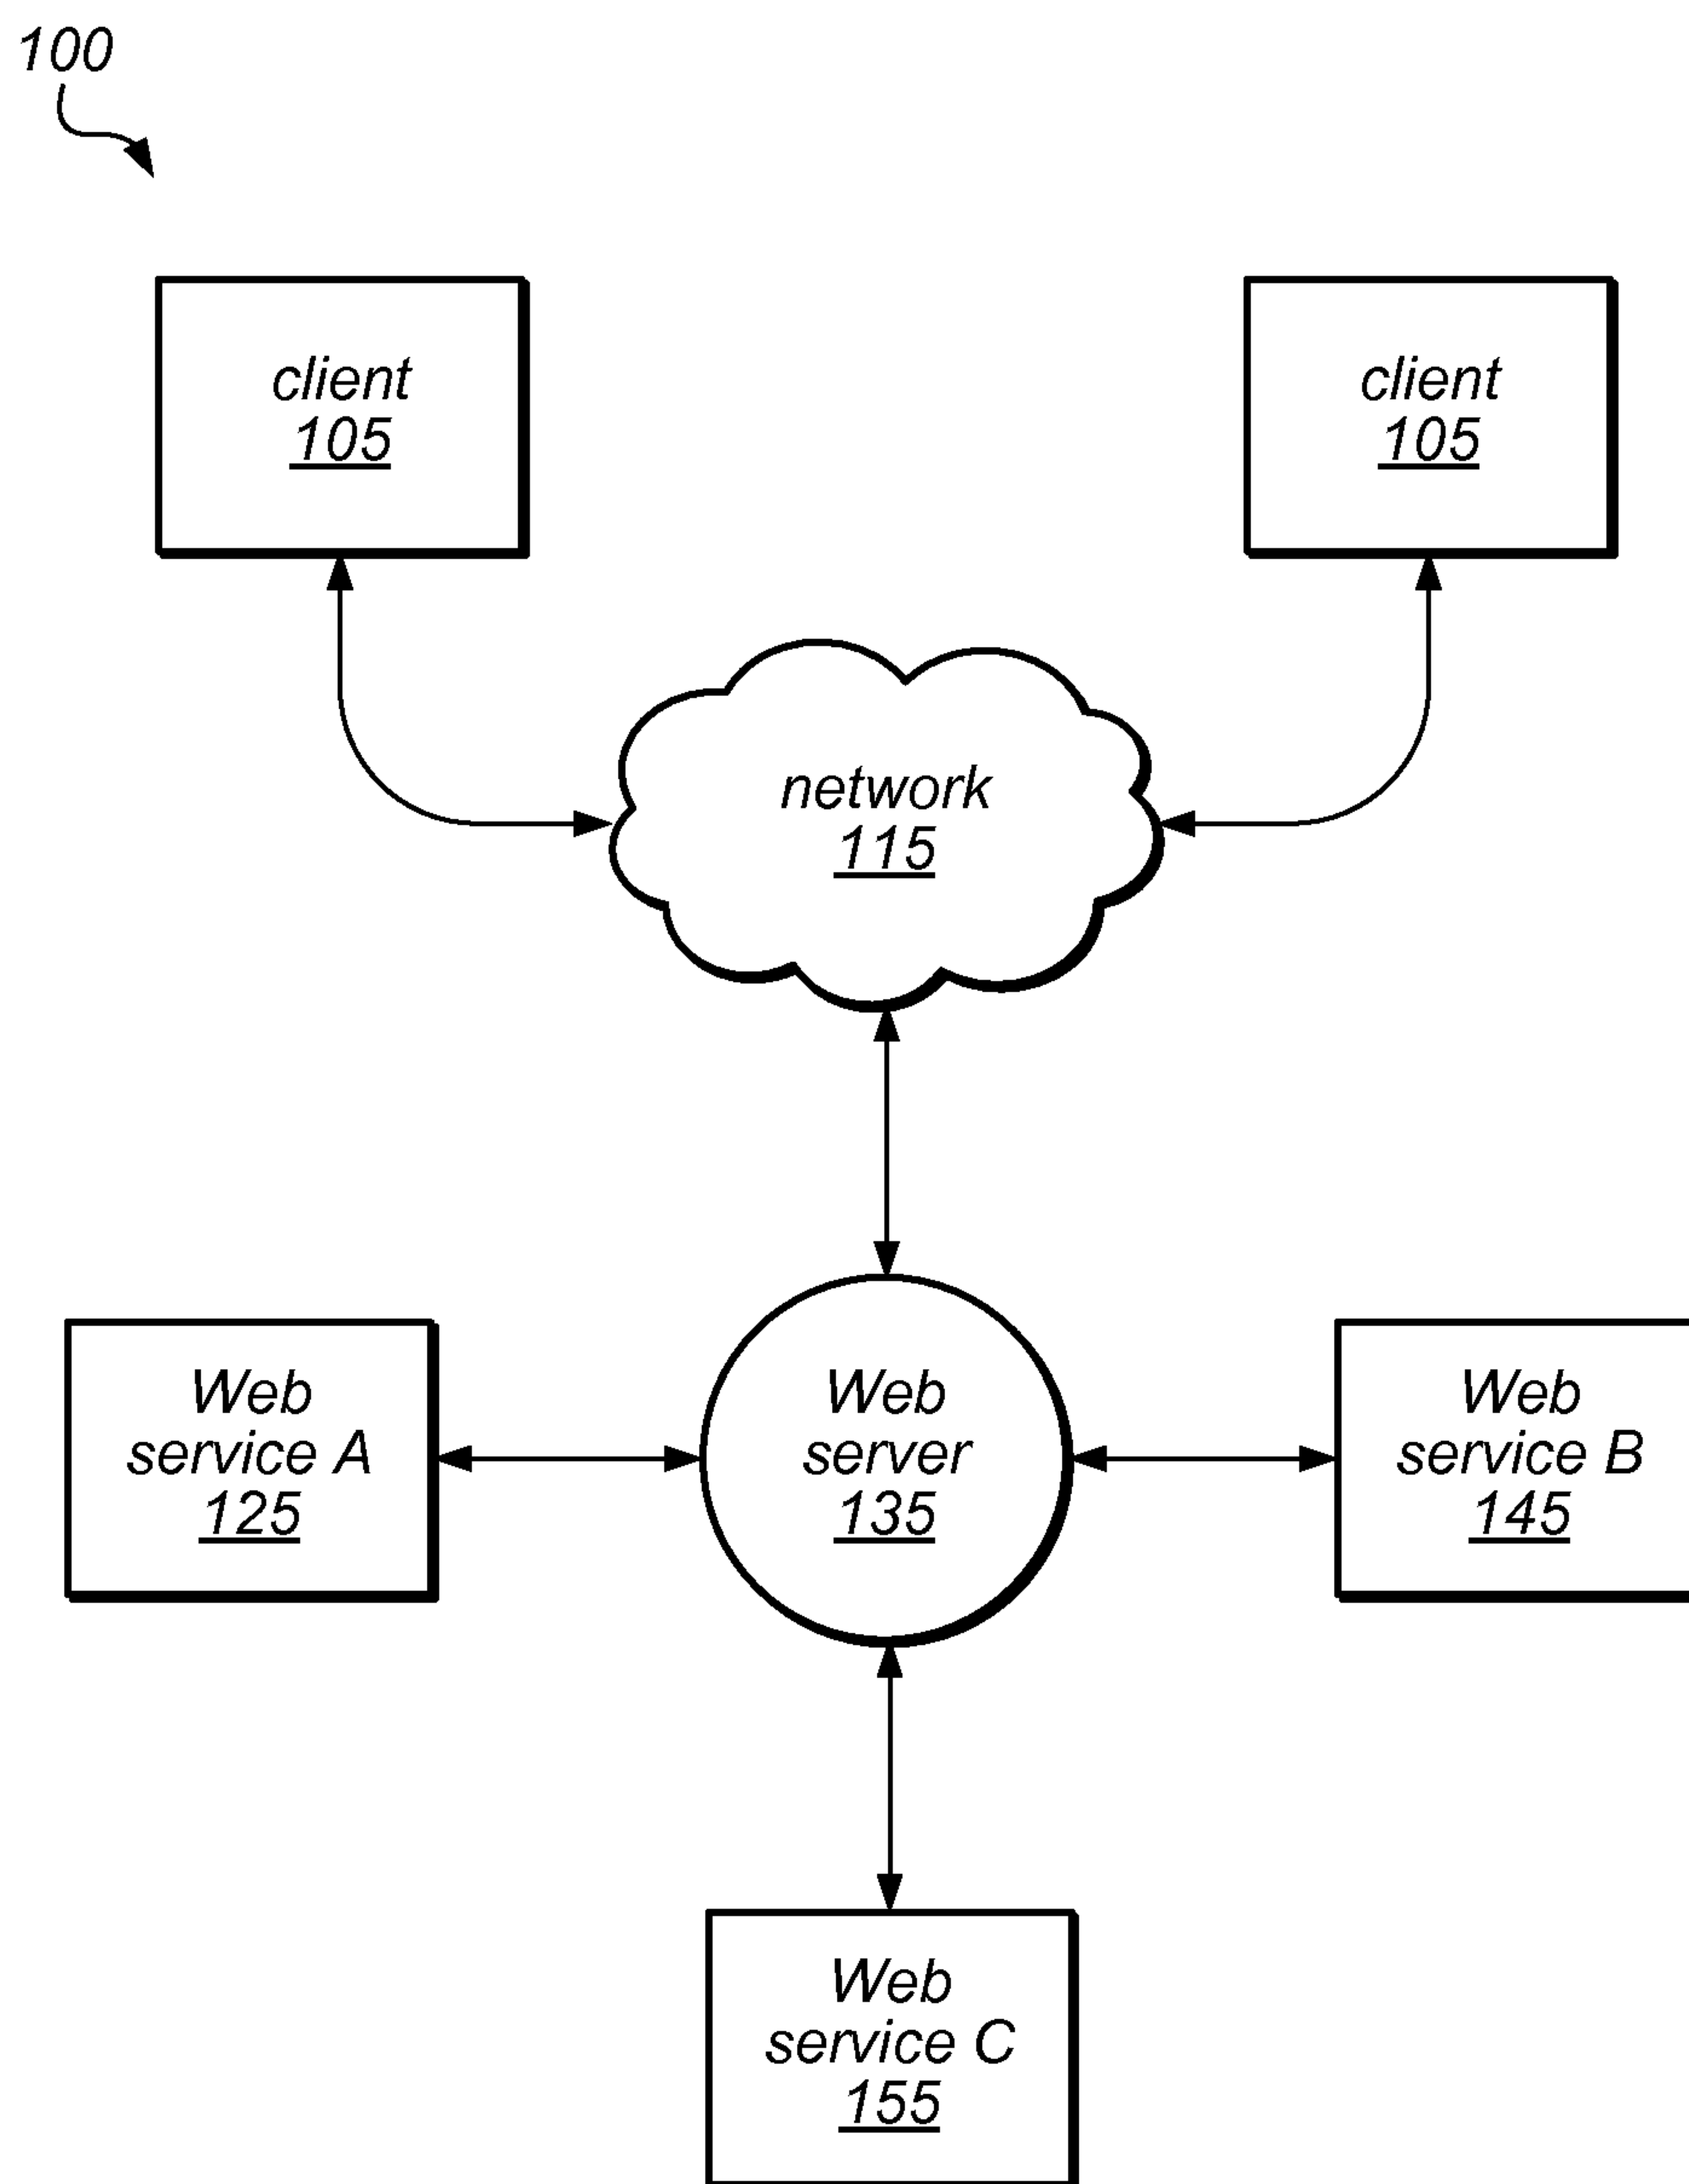 100
client
105
client
105
network
115
Web
service A
125
Web
server
135
Web
service B
145
Web
service C
155